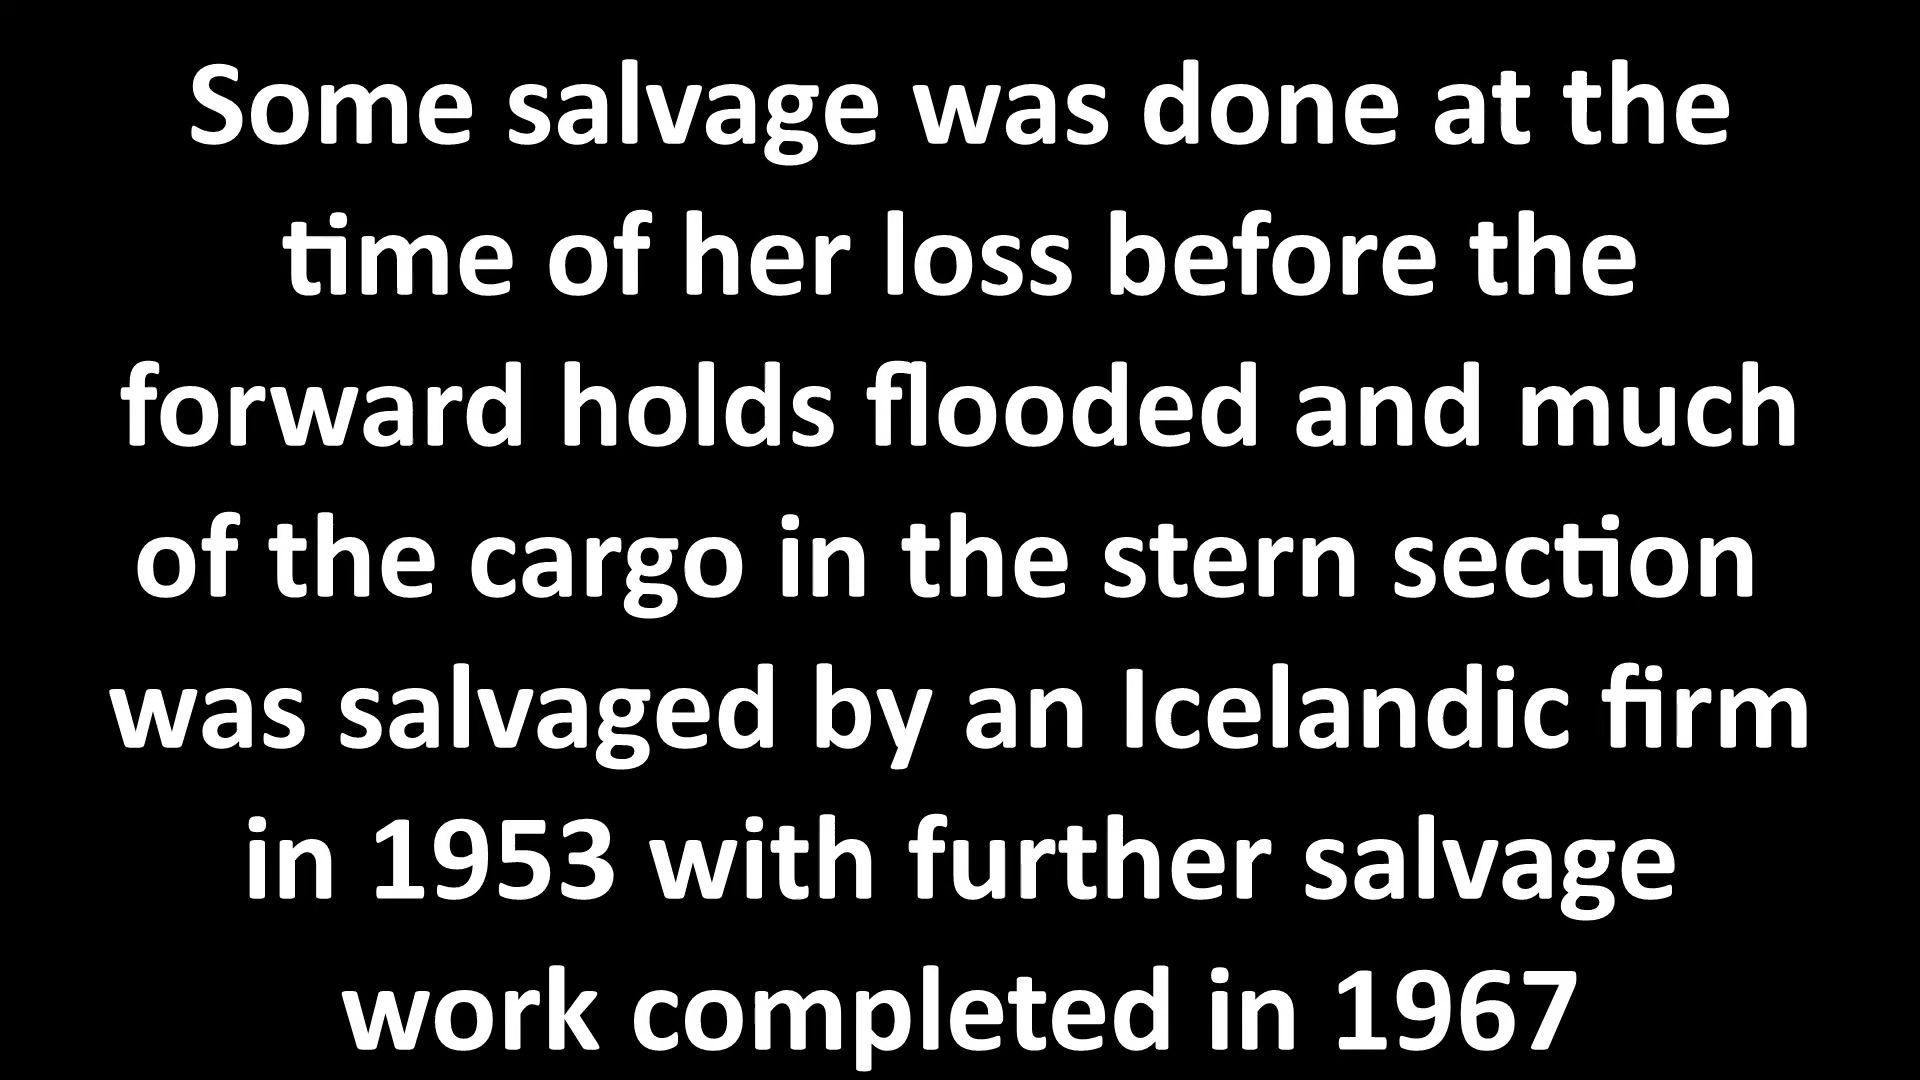 Some salvage was done at the
time of her loss before the
forward holds flooded and much
of the cargo in the stern section
was salvaged by an Icelandic firm
in 1953 with further salvage
work completed in 1967